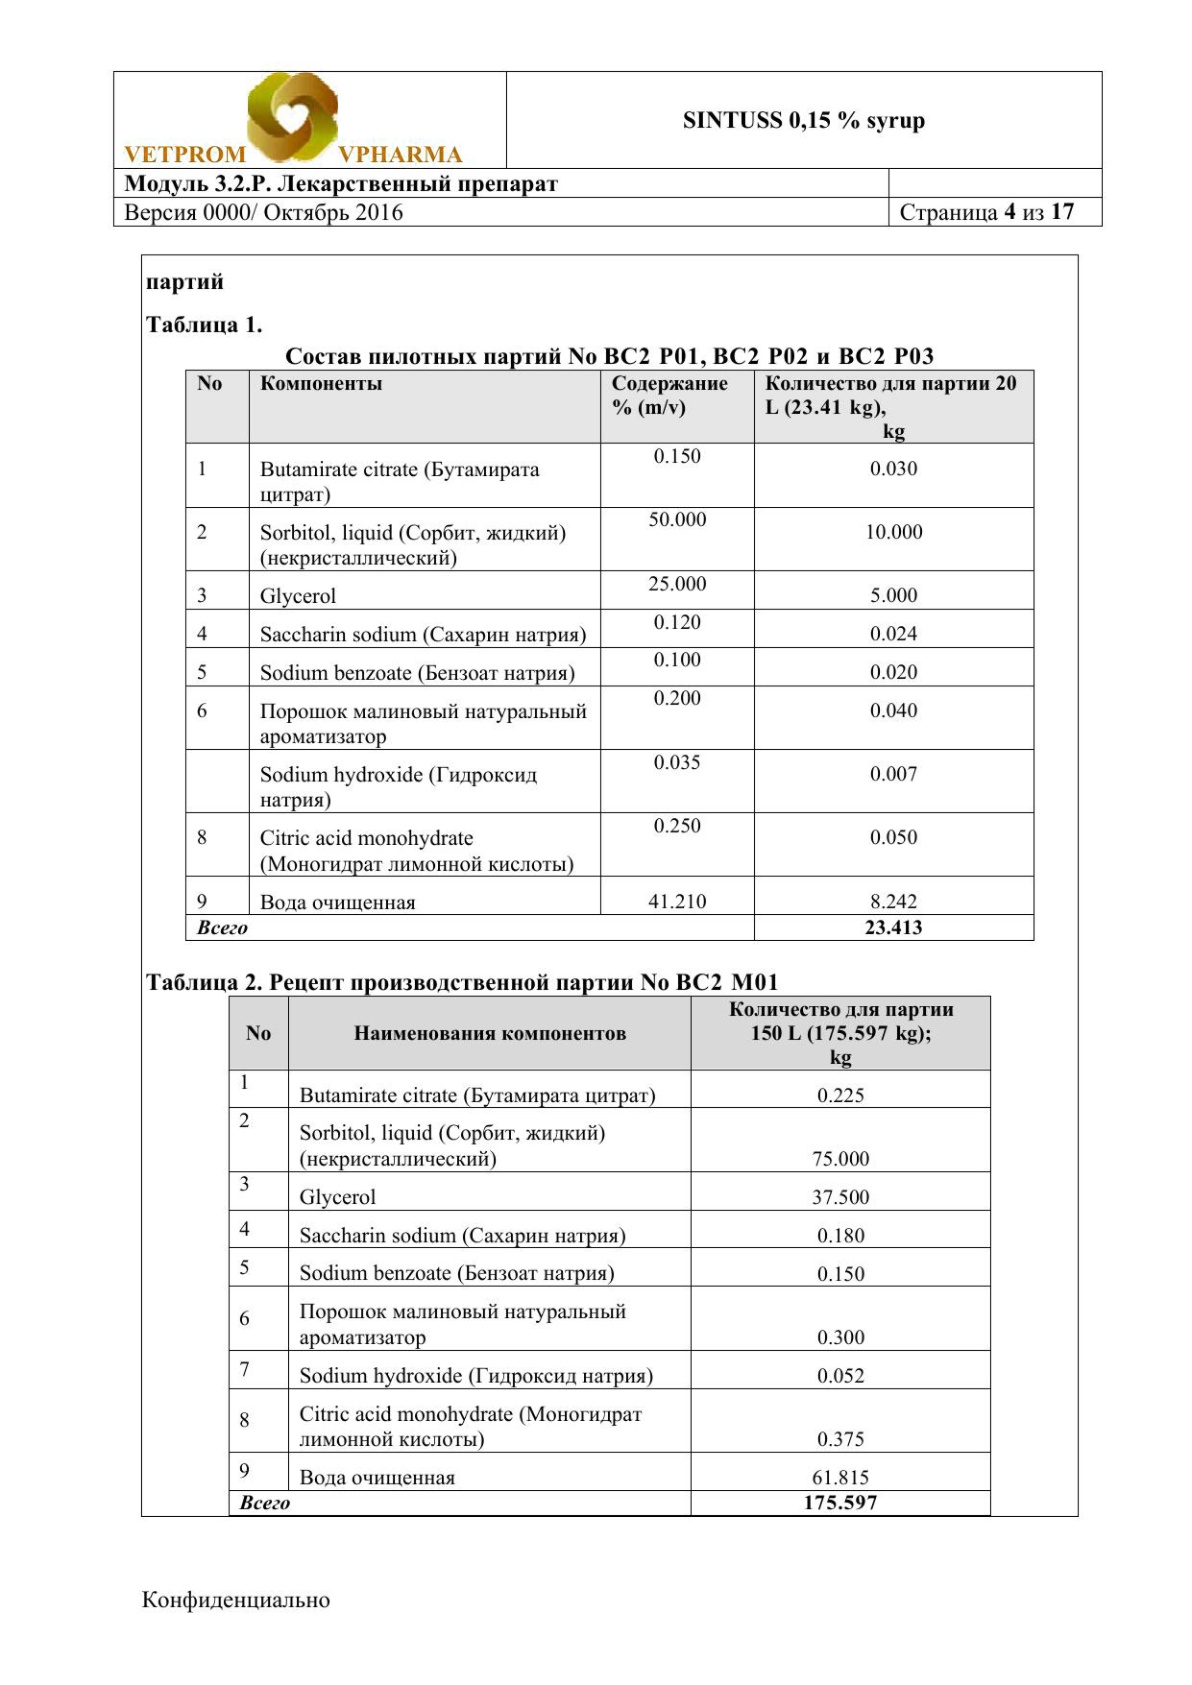 VETPROM VPHARMA
SINTUSS 0,15 % syrup
Модуль 3.2.P. Лекарственный препарат
Версия 0000/ Октябрь 2016
Страница 4 из 17
партий
Таблица 1.
Состав пилотных партий No BC2 P01, BC2 P02 и BC2 P03
No Компоненты Содержание Количество для партии 20
% (m/v) L (23.41 kg),
kg
1 Butamirate citrate (Бутамирата 0.150 0.030
цитрат)
2 Sorbitol, liquid (Сорбит, жидкий) 50.000 10.000
(некристаллический)
3 Glycerol 25.000 5.000
4 Saccharin sodium (Сахарин натрия) 0.120 0.024
5 Sodium benzoate (Бензоат натрия) 0.100 0.020
6 Порошок малиновый натуральный 0.200 0.040
ароматизатор
Sodium hydroxide (Гидроксид 0.035 0.007
натрия)
8 Citric acid monohydrate 0.250 0.050
(Моногидрат лимонной кислоты)
9 Вода очищенная 41.210 8.242
Всего 23.413
Таблица 2. Рецепт производственной партии No BC2 M01
No Наименования компонентов Количество для партии
150 L (175.597 kg);
kg
1 Butamirate citrate (Бутамирата цитрат) 0.225
2 Sorbitol, liquid (Сорбит, жидкий)
(некристаллический) 75.000
3 Glycerol 37.500
4 Saccharin sodium (Сахарин натрия) 0.180
5 Sodium benzoate (Бензоат натрия) 0.150
6 Порошок малиновый натуральный
ароматизатор 0.300
7 Sodium hydroxide (Гидроксид натрия) 0.052
8 Citric acid monohydrate (Моногидрат
лимонной кислоты) 0.375
9 Вода очищенная 61.815
Всего 175.597
Конфиденциально